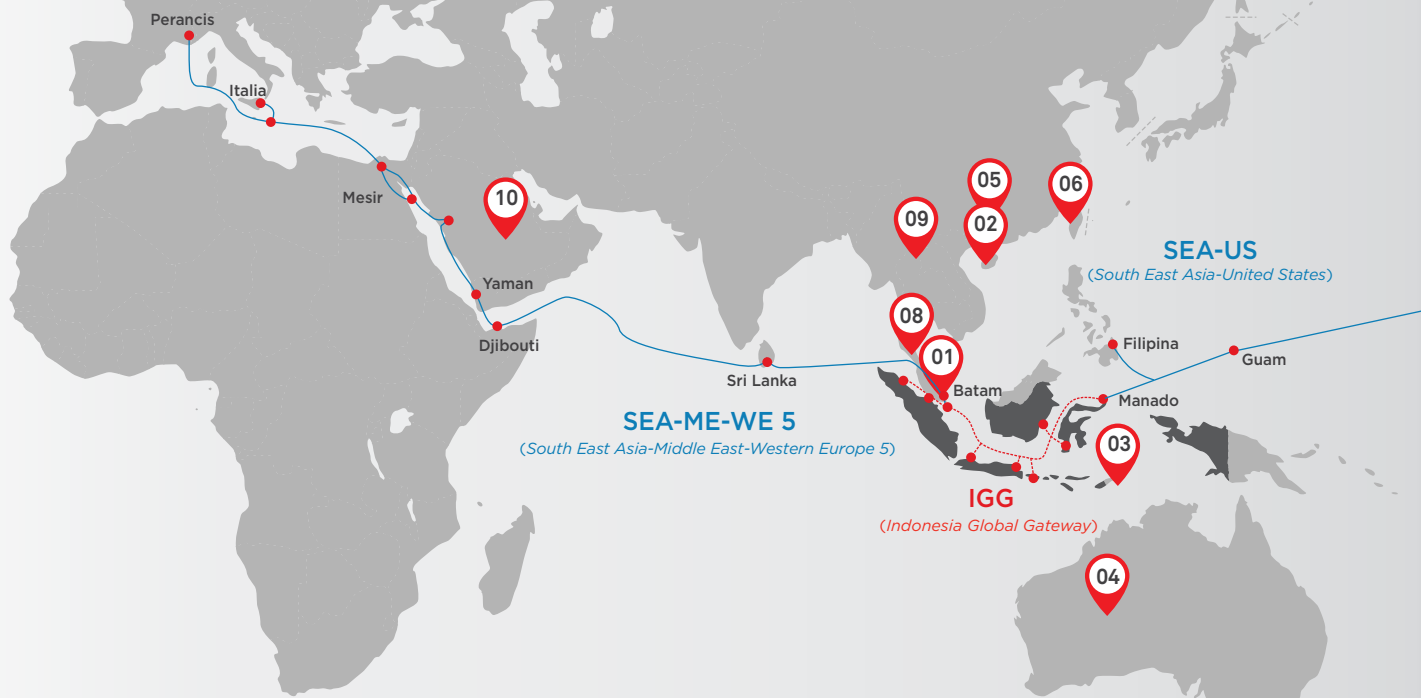 Perancis
Italia
Mesir
10
Yaman
Djibouti
Sri Lanka
SEA-ME-WE 5
(South East Asia-Middle East-Western Europe 5)
05
06
09
02
SEA-US
(South East Asia-United States)
08
01
Batam
Filipina
Guam
Manado
03
IGG
(Indonesia Global Gateway)
04